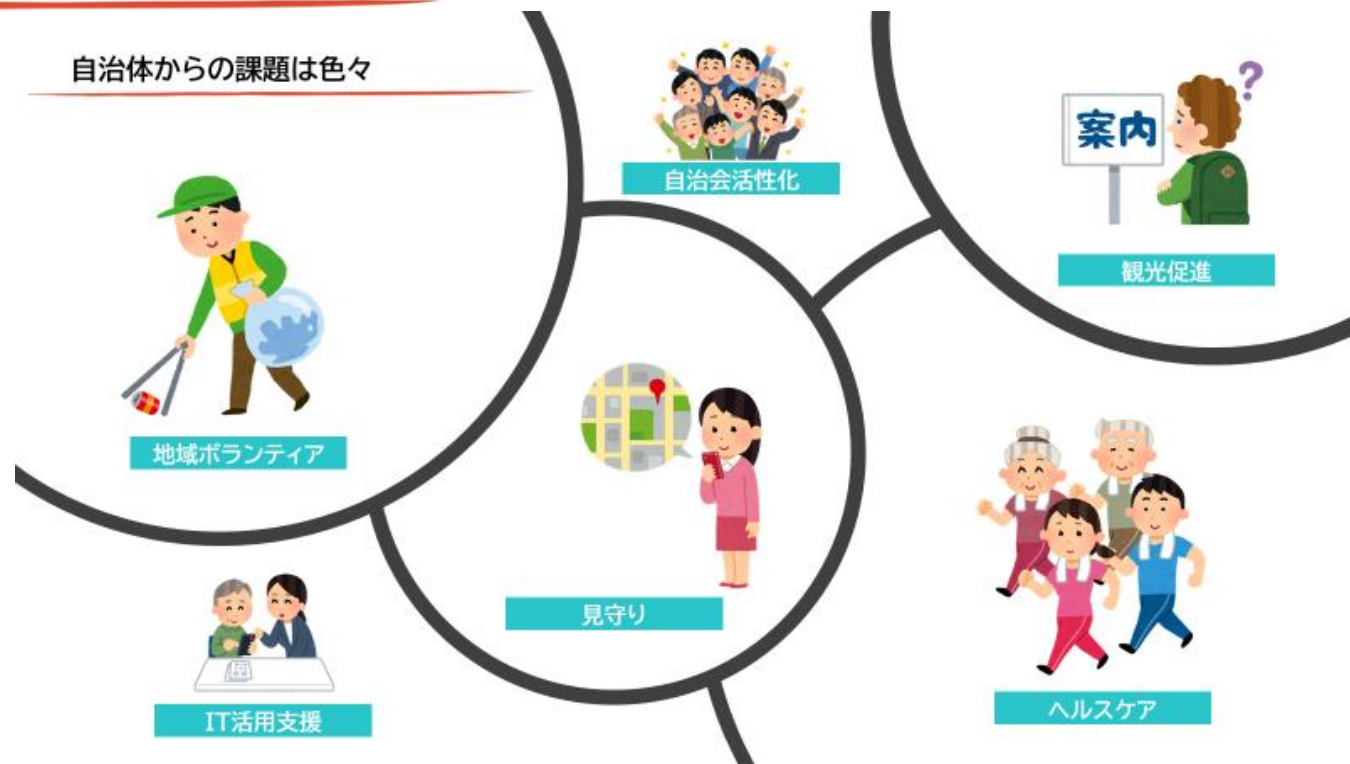 自治体からの課題は色々
自治会活性化
案内
?
観光促進
地域ボランティア
見守り
IT活用支援
ヘルスケア